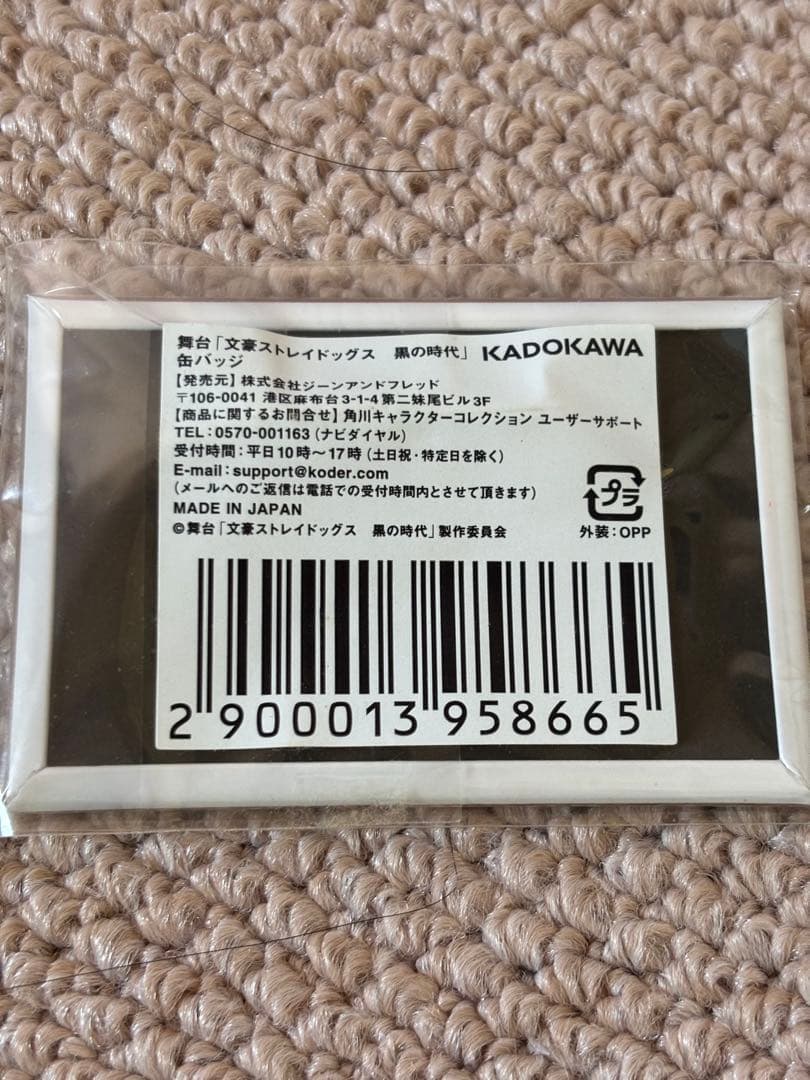 舞台「文豪ストレイドッグス 黒の時代」 KADOKAWA
缶バッジ
【発売元】株式会社ジーンアンドフレッド
〒106-0041 港区麻布台3-1-4 第二妹尾ビル3F
【商品に関するお問合せ】角川キャラクターコレクション ユーザーサポート
TEL:0570-001163(ナビダイヤル)
受付時間:平日10時～17時(土日祝・特定日を除く)
E-mail:support@koder.com
(メールへのご返信は電話での受付時間内とさせて頂きます)
MADE IN JAPAN
©舞台「文豪ストレイドッグス 黒の時代」製作委員会
プラ
外装:OPP
2 900013 958665